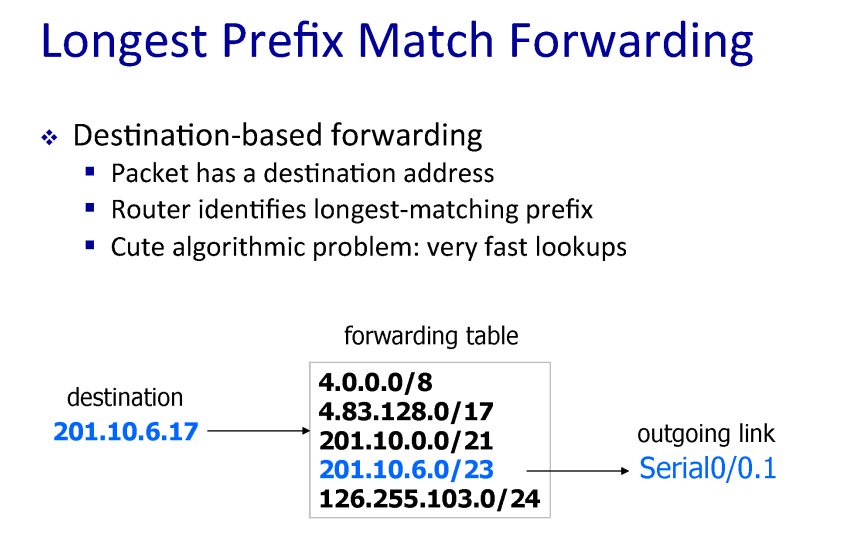 Longest Prefix Match Forwarding
Destination-based forwarding
Packet has a destination address
Router identifies longest-matching prefix
Cute algorithmic problem: very fast lookups
forwarding table
destination
201.10.6.17
4.0.0.0/8
4.83.128.0/17
201.10.0.0/21
201.10.6.0/23
126.255.103.0/24
outgoing link
Serial0/0.1